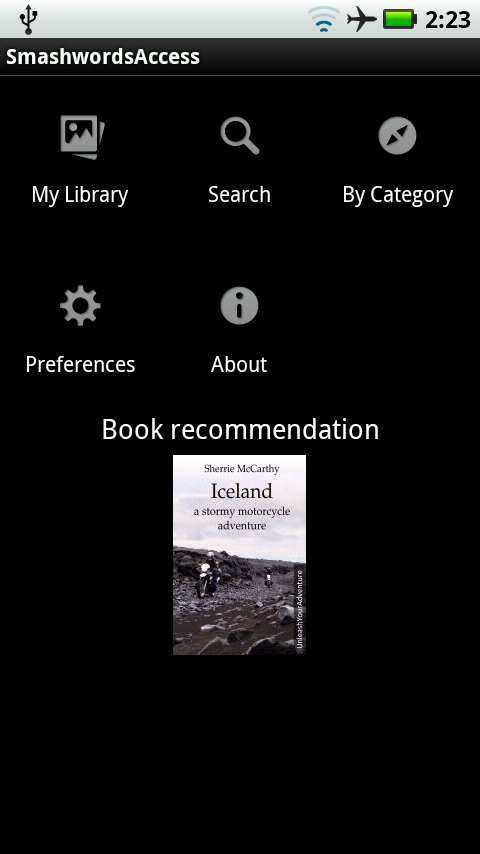 2:23
SmashwordsAccess
My Library
Search
By Category
Preferences
About
Book recommendation
Sherrie McCarthy
Iceland
a stormy motorcycle
adventure
UnleashYourAdventure